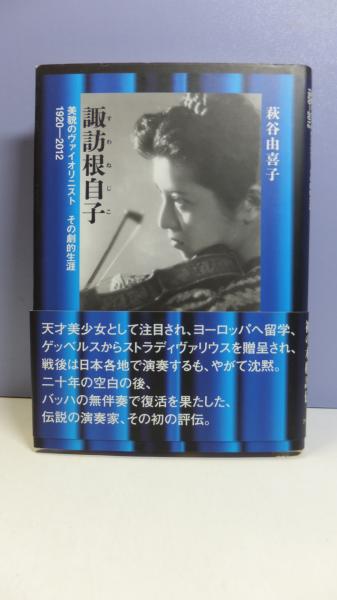 萩谷由喜子
諏訪根自子
すわねじこ
美貌のヴァイオリニスト その劇的生涯
1920—2012
天才美少女として注目され、ヨーロッパへ留学、
ゲッベルスからストラディヴァリウスを贈呈され、
戦後は日本各地で演奏するも、やがて沈黙。
二十年の空白の後、
バッハの無伴奏で復活を果たした、
伝説の演奏家、その初の評伝。